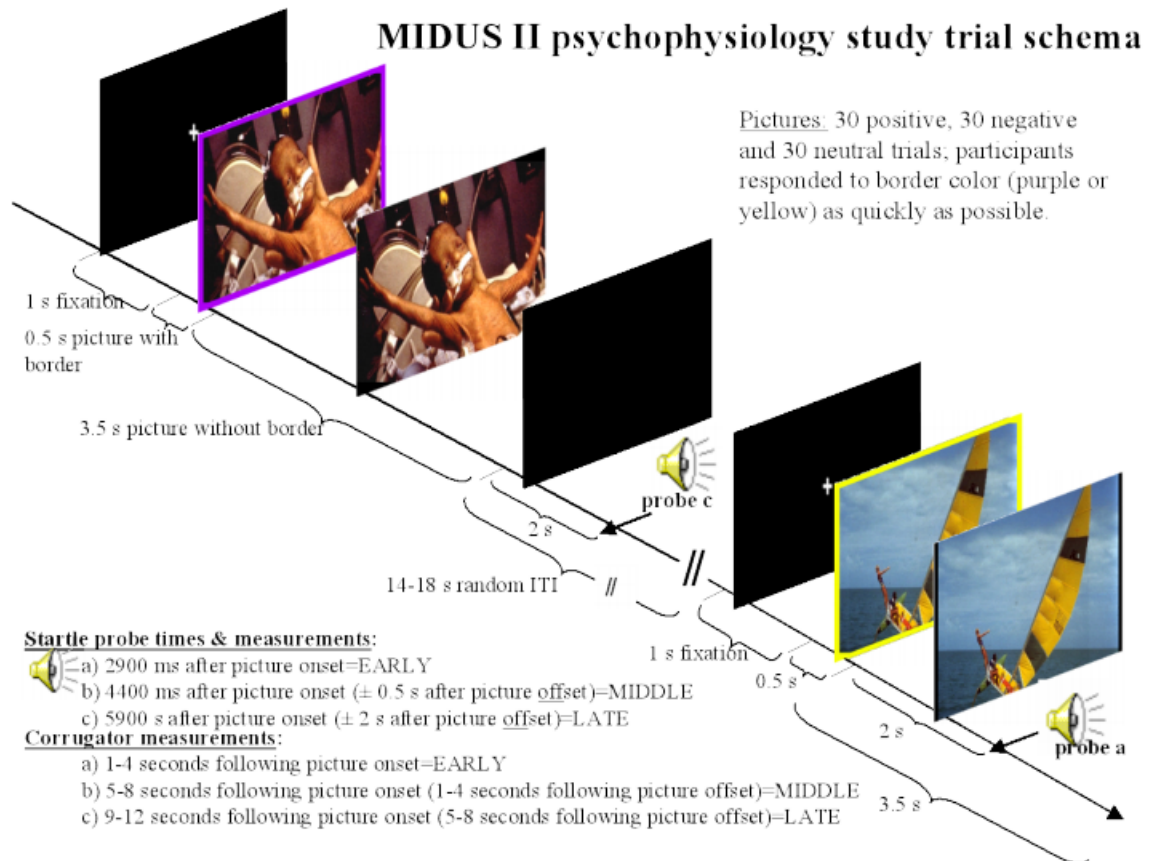 MIDUS II psychophysiology study trial schema
Pictures: 30 positive, 30 negative
and 30 neutral trials; participants
responded to border color (purple or
yellow) as quickly as possible.
1 s fixation
0.5 s picture with
border
3.5 s picture without border
probe c
2 s
14-18 s random ITI
//
//
1 s fixation
0.5 s
2 s
probe a
3.5 s
Startle probe times & measurements:
a) 2900 ms after picture onset=EARLY
b) 4400 ms after picture onset (± 0.5 s after picture offset)=MIDDLE
c) 5900 s after picture onset (± 2 s after picture offset)=LATE
Corrugator measurements:
a) 1-4 seconds following picture onset=EARLY
b) 5-8 seconds following picture onset (1-4 seconds following picture offset)=MIDDLE
c) 9-12 seconds following picture onset (5-8 seconds following picture offset)=LATE